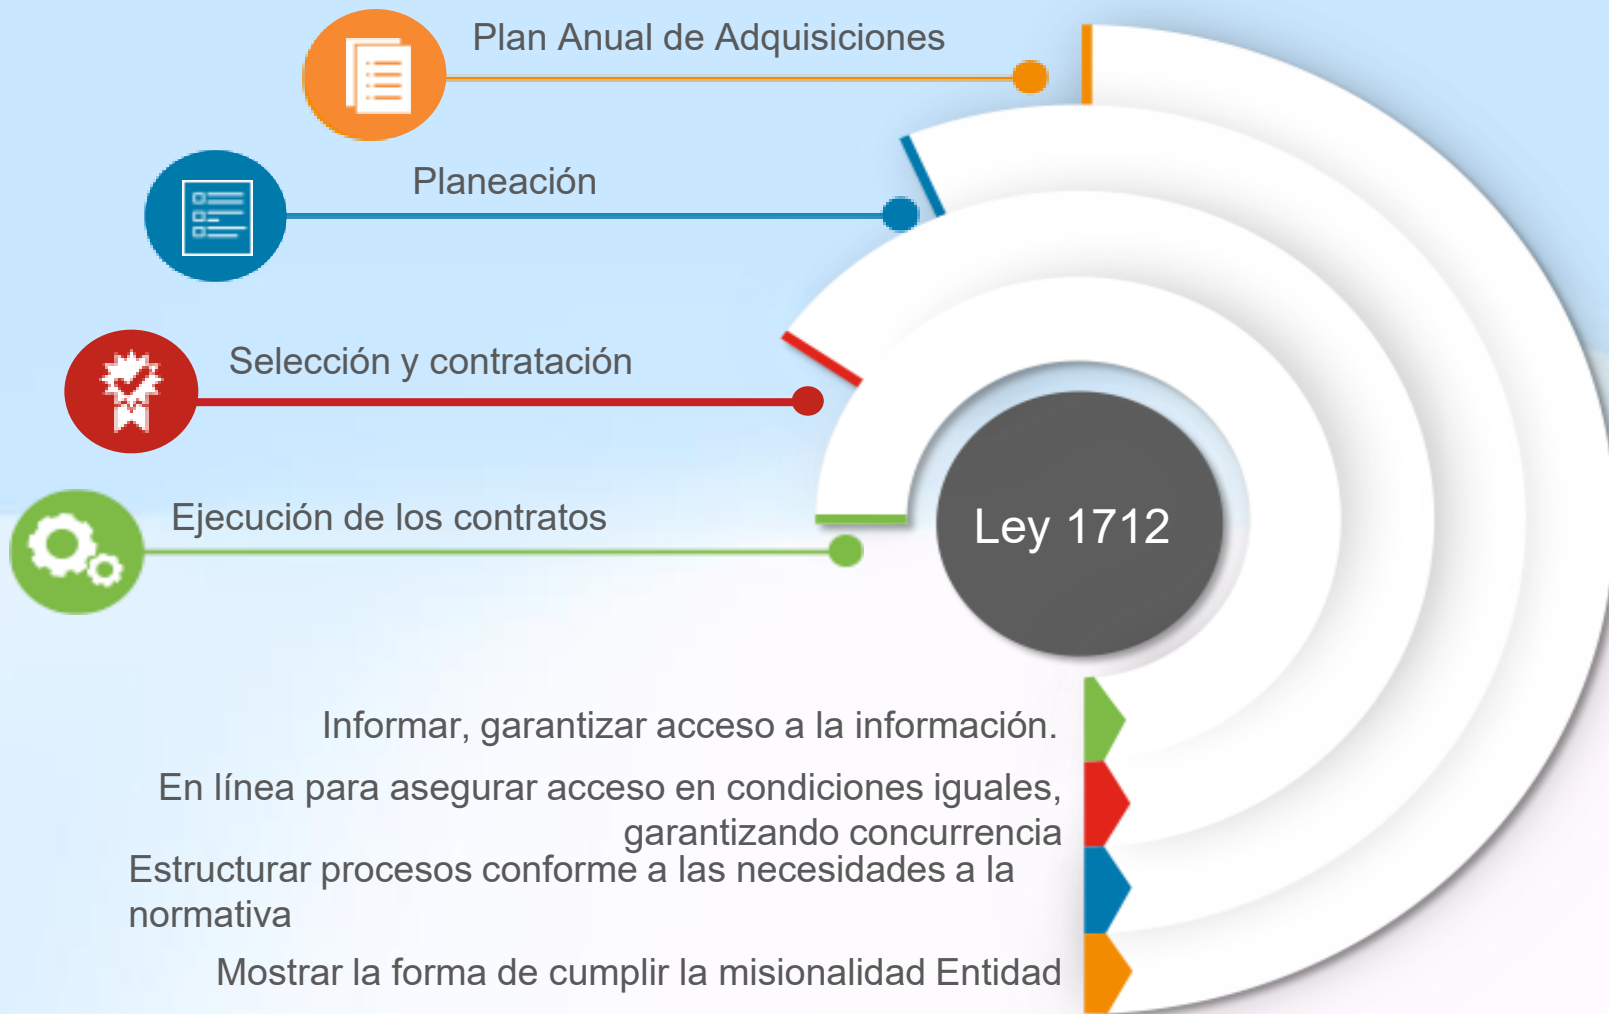 Plan Anual de Adquisiciones
Planeación
Selección y contratación
Ejecución de los contratos
Ley 1712
Informar, garantizar acceso a la información.
En línea para asegurar acceso en condiciones iguales,
garantizando concurrencia
Estructurar procesos conforme a las necesidades a la
normativa
Mostrar la forma de cumplir la misionalidad Entidad